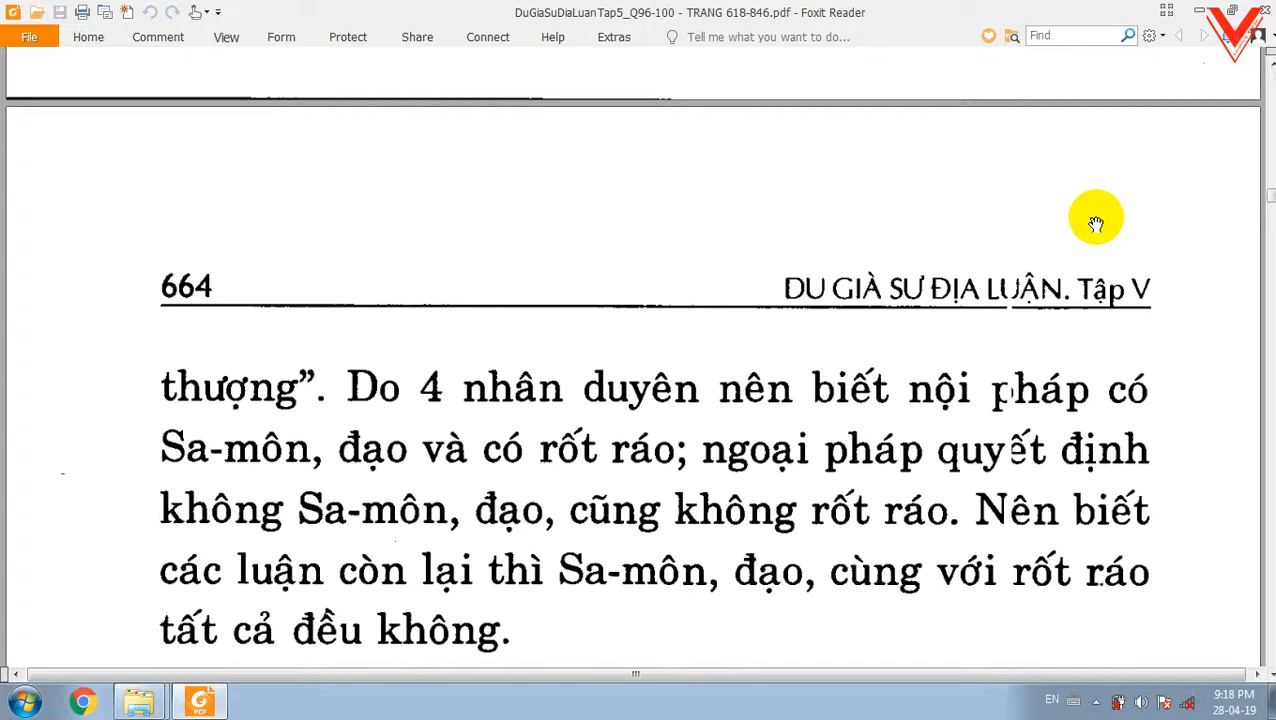 DuGiaSuDiaLuanTap5_Q96-100 - TRANG 618-846.pdf - Foxit Reader
File Home Comment View Form Protect Share Connect Help Extras Tell me what you want to do... Find
664 DU GIÀ SƯ ĐỊA LUẬN. Tập V
thượng”. Do 4 nhân duyên nên biết nội pháp có
Sa-môn, đạo và có rốt ráo; ngoại pháp quyết định
không Sa-môn, đạo, cũng không rốt ráo. Nên biết
các luận còn lại thì Sa-môn, đạo, cùng với rốt ráo
tất cả đều không.
PDF
EN 9:18 PM
28-04-19